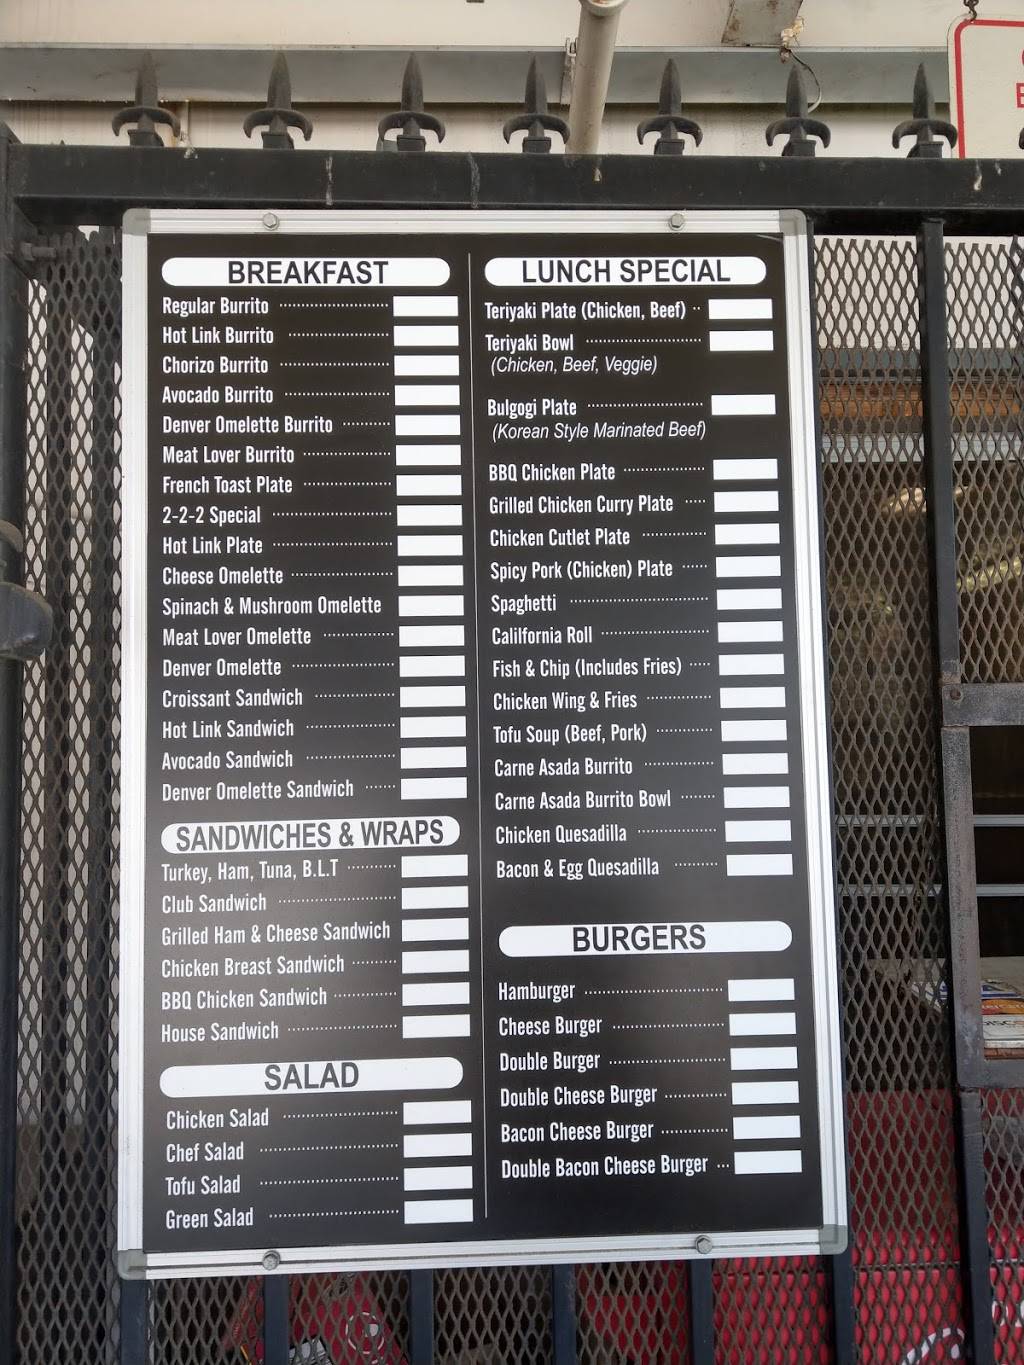 BREAKFAST
Regular Burrito
Hot Link Burrito
Chorizo Burrito
Avocado Burrito
Denver Omelette Burrito
Meat Lover Burrito
French Toast Plate
2-2-2 Special
Hot Link Plate
Cheese Omelette
Spinach & Mushroom Omelette
Meat Lover Omelette
Denver Omelette
Croissant Sandwich
Hot Link Sandwich
Avocado Sandwich
Denver Omelette Sandwich
SANDWICHES & WRAPS
Turkey, Ham, Tuna, B.L.T
Club Sandwich
Grilled Ham & Cheese Sandwich
Chicken Breast Sandwich
BBQ Chicken Sandwich
House Sandwich
SALAD
Chicken Salad
Chef Salad
Tofu Salad
Green Salad
LUNCH SPECIAL
Teriyaki Plate (Chicken, Beef)
Teriyaki Bowl
(Chicken, Beef, Veggie)
Bulgogi Plate
(Korean Style Marinated Beef)
BBQ Chicken Plate
Grilled Chicken Curry Plate
Chicken Cutlet Plate
Spicy Pork (Chicken) Plate
Spaghetti
Calilfornia Roll
Fish & Chip (Includes Fries)
Chicken Wing & Fries
Tofu Soup (Beef, Pork)
Carne Asada Burrito
Carne Asada Burrito Bowl
Chicken Quesadilla
Bacon & Egg Quesadilla
BURGERS
Hamburger
Cheese Burger
Double Burger
Double Cheese Burger
Bacon Cheese Burger
Double Bacon Cheese Burger